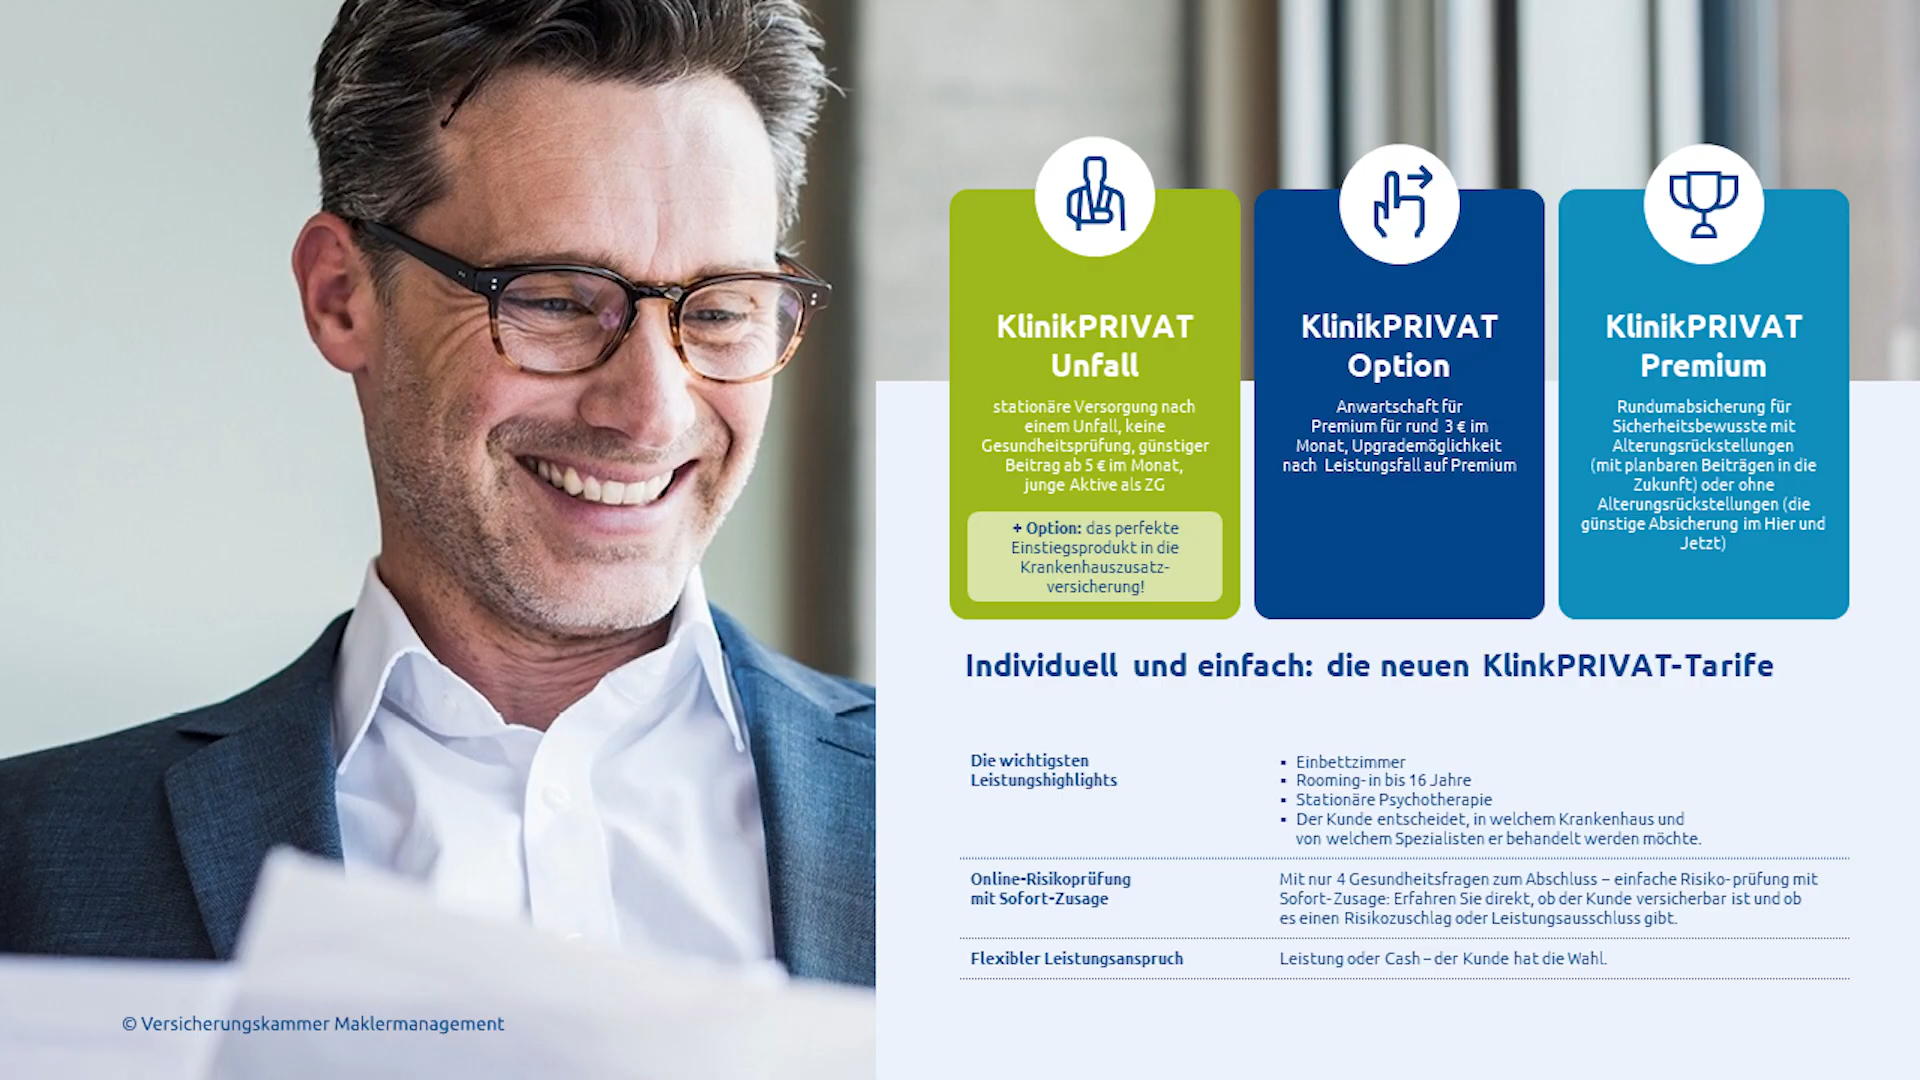 KlinikPRIVAT
Unfall
stationäre Versorgung nach
einem Unfall, keine
Gesundheitsprüfung, günstiger
Beitrag ab 5 € im Monat,
junge Aktive als ZG
+ Option: das perfekte
Einstiegsprodukt in die
Krankenhauszusatz-
versicherung!
KlinikPRIVAT
Option
Anwartschaft für
Premium für rund 3 € im
Monat, Upgrademöglichkeit
nach Leistungsfall auf Premium
KlinikPRIVAT
Premium
Rundumabsicherung für
Sicherheitsbewusste mit
Alterungsrückstellungen
(mit planbaren Beiträgen in die
Zukunft) oder ohne
Alterungsrückstellungen (die
günstige Absicherung im Hier und
Jetzt)
Individuell und einfach: die neuen KlinkPRIVAT-Tarife
Die wichtigsten
Leistungshighlights
▪ Einbettzimmer
▪ Rooming-in bis 16 Jahre
▪ Stationäre Psychotherapie
▪ Der Kunde entscheidet, in welchem Krankenhaus und
von welchem Spezialisten er behandelt werden möchte.
Online-Risikoprüfung
mit Sofort-Zusage
Mit nur 4 Gesundheitsfragen zum Abschluss – einfache Risiko-prüfung mit
Sofort-Zusage: Erfahren Sie direkt, ob der Kunde versicherbar ist und ob
es einen Risikozuschlag oder Leistungsausschluss gibt.
Flexibler Leistungsanspruch
Leistung oder Cash – der Kunde hat die Wahl.
© Versicherungskammer Maklermanagement